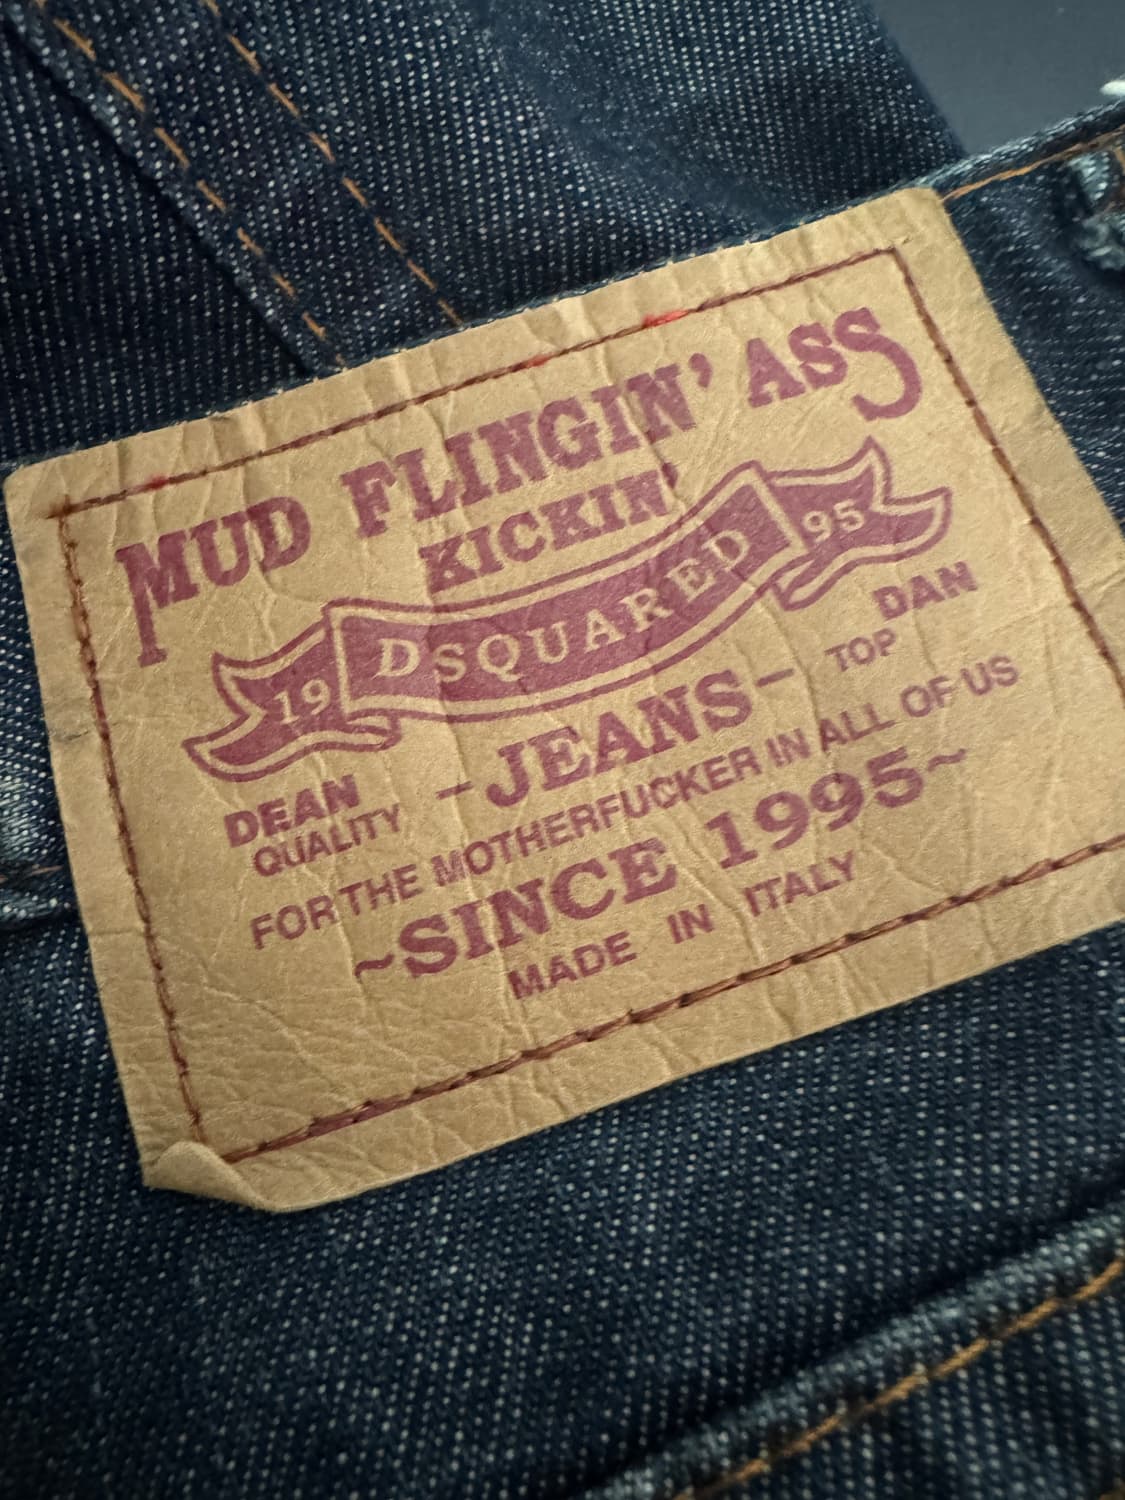 MUD FLINGIN' ASS
KICKIN'
19 DSQUARED 95
-JEANS-
DEAN
QUALITY
DAN
TOP
FOR THE MOTHERFUCKER IN ALL OF US
~SINCE 1995~
MADE IN ITALY